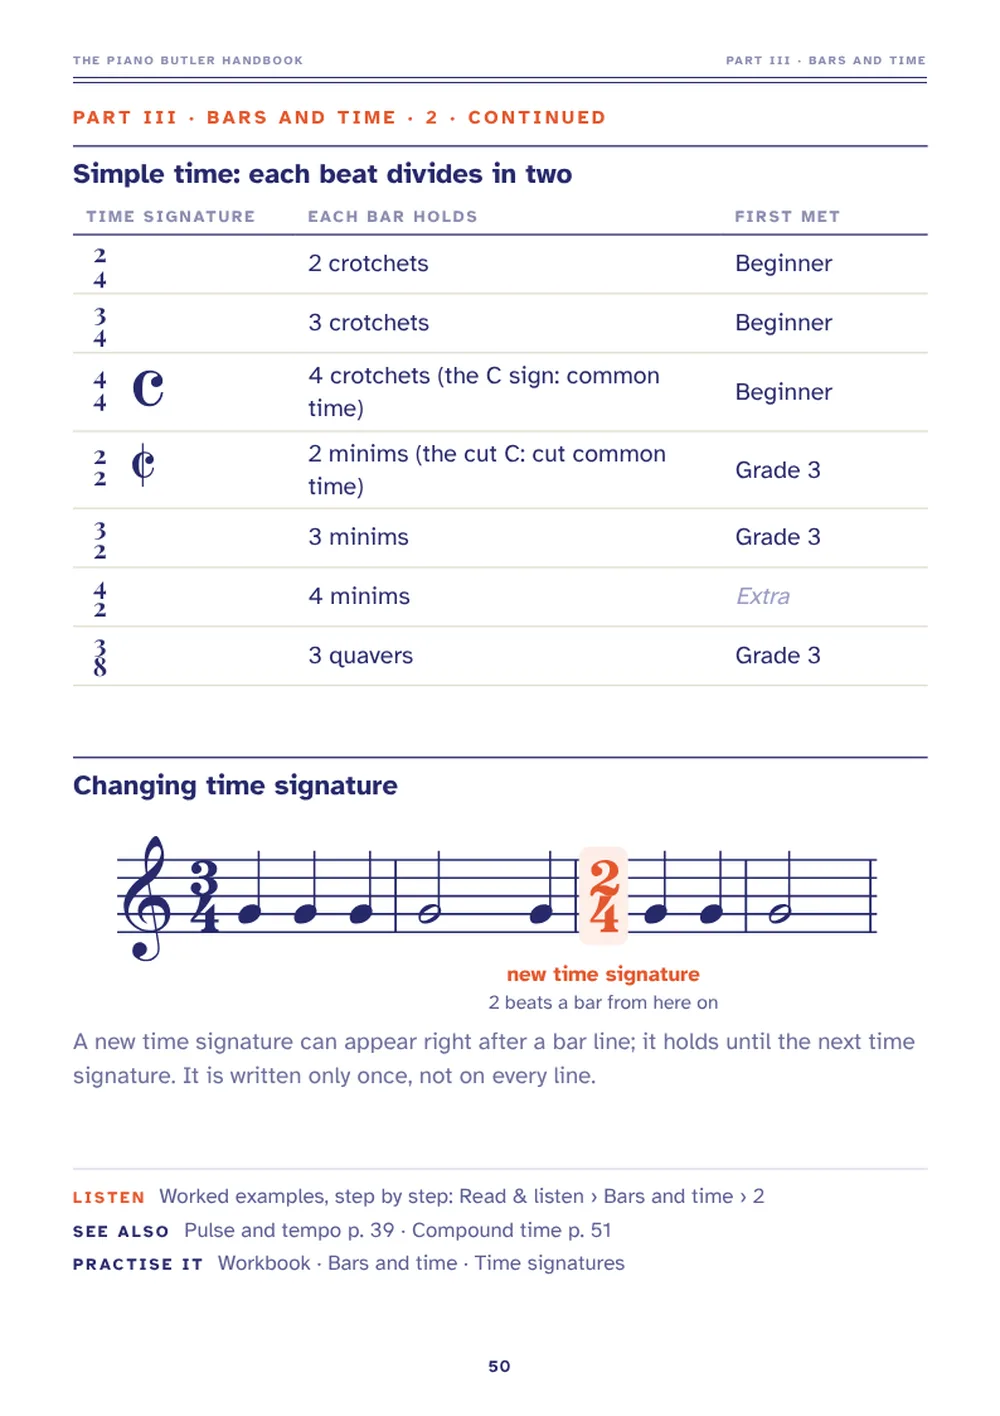 THE PIANO BUTLER HANDBOOK
PART III · BARS AND TIME
PART III · BARS AND TIME · 2 · CONTINUED
Simple time: each beat divides in two
TIME SIGNATURE EACH BAR HOLDS FIRST MET
2
4
2 crotchets Beginner
3
4
3 crotchets Beginner
4
4
C
4 crotchets (the C sign: common
time)
Beginner
2
2
¢
2 minims (the cut C: cut common
time)
Grade 3
3
2
3 minims Grade 3
4
2
4 minims Extra
3
8
3 quavers Grade 3
Changing time signature
3
4
2
4
new time signature
2 beats a bar from here on
A new time signature can appear right after a bar line; it holds until the next time
signature. It is written only once, not on every line.
LISTEN Worked examples, step by step: Read & listen › Bars and time › 2
SEE ALSO Pulse and tempo p. 39 · Compound time p. 51
PRACTISE IT Workbook · Bars and time · Time signatures
50